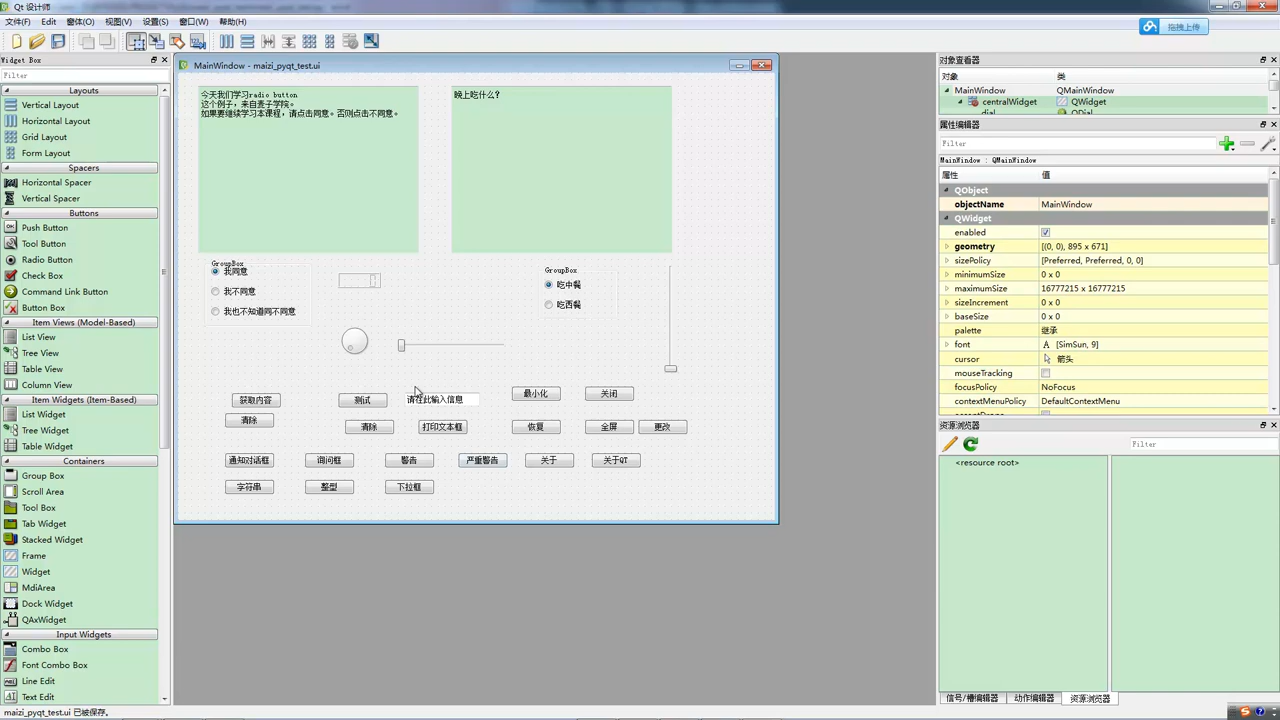 Qt 设计师
文件(F) Edit 窗体(O) 视图(V) 设置(S) 窗口(W) 帮助(H)
拖拽上传
Widget Box
Filter
Layouts
Vertical Layout
Horizontal Layout
Grid Layout
Form Layout
Spacers
Horizontal Spacer
Vertical Spacer
Buttons
Push Button
Tool Button
Radio Button
Check Box
Command Link Button
Button Box
Item Views (Model-Based)
List View
Tree View
Table View
Column View
Item Widgets (Item-Based)
List Widget
Tree Widget
Table Widget
Containers
Group Box
Scroll Area
Tool Box
Tab Widget
Stacked Widget
Frame
Widget
MdiArea
Dock Widget
QAxWidget
Input Widgets
Combo Box
Font Combo Box
Line Edit
Text Edit
maizi_pyqt_test.ui 已被保存。
MainWindow - maizi_pyqt_test.ui
今天我们学习radio button
这个例子，来自麦子学院。
如果要继续学习本课程，请点击同意。否则点击不同意。
晚上吃什么？
GroupBox
我同意
我不同意
我也不知道同不同意
GroupBox
吃中餐
吃西餐
获取内容 测试 请在此输入信息 最小化 关闭
清除 清除 打印文本框 恢复 全屏 更改
通知对话框 询问框 警告 严重警告 关于 关于QT
字符串 整型 下拉框
对象查看器
对象 类
MainWindow QMainWindow
centralWidget QWidget
dial QDial
属性编辑器
Filter
MainWindow : QMainWindow
属性 值
QObject
objectName MainWindow
QWidget
enabled
geometry [(0, 0), 895 x 671]
sizePolicy [Preferred, Preferred, 0, 0]
minimumSize 0 x 0
maximumSize 16777215 x 16777215
sizeIncrement 0 x 0
baseSize 0 x 0
palette 继承
font A [SimSun, 9]
cursor 箭头
mouseTracking
focusPolicy NoFocus
contextMenuPolicy DefaultContextMenu
资源浏览器
Filter
<resource root>
信号/槽编辑器 动作编辑器 资源浏览器